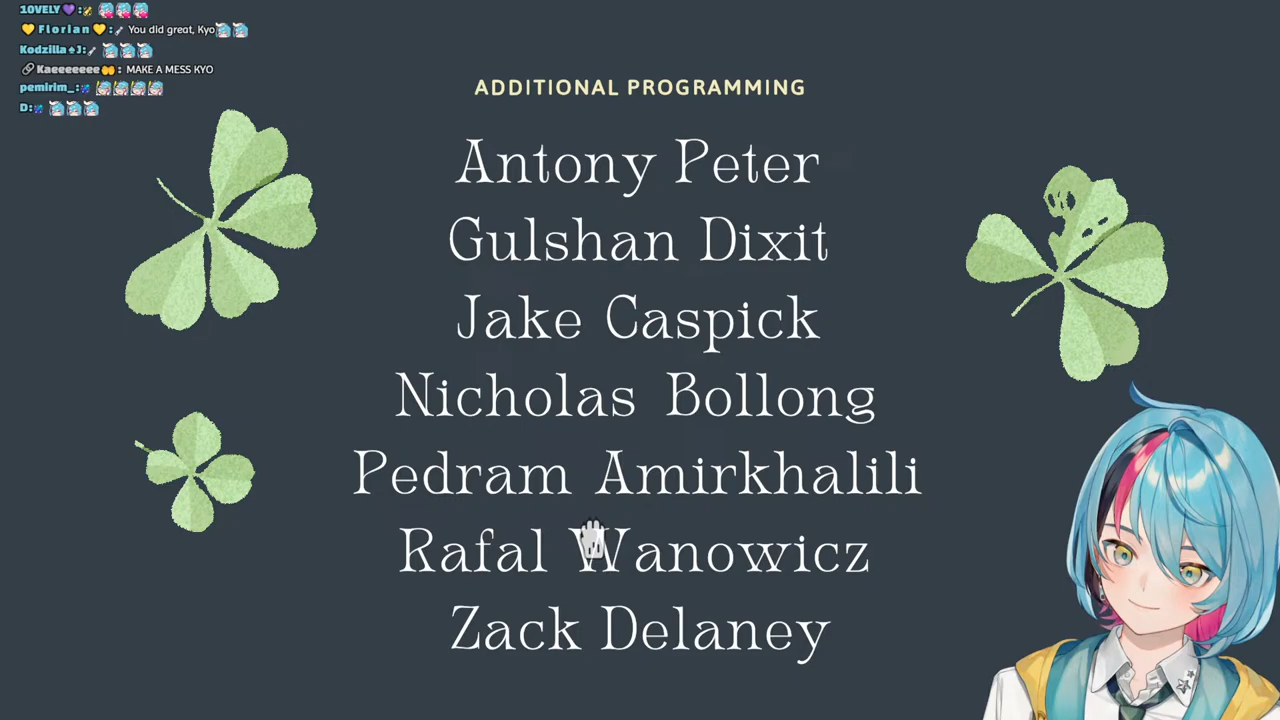 1OVELY 💜:
💛 Florian 💛: You did great, Kyo
Kodzilla♠J:
Kaeeeeeee🤲: MAKE A MESS KYO
pemirim_:
D:
ADDITIONAL PROGRAMMING
Antony Peter
Gulshan Dixit
Jake Caspick
Nicholas Bollong
Pedram Amirkhalili
Rafal Wanowicz
Zack Delaney